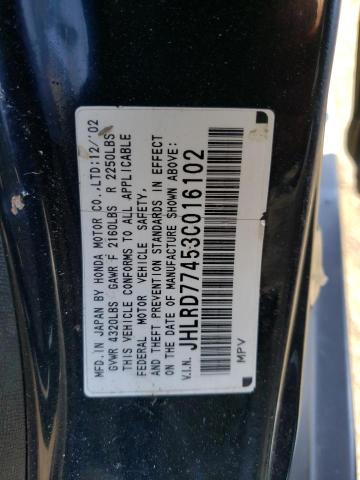 MFD. IN JAPAN BY HONDA MOTOR CO.,LTD:12/'02
GVWR 4320LBS GAWR F 2160LBS R 2250LBS
THIS VEHICLE CONFORMS TO ALL APPLICABLE
FEDERAL MOTOR VEHICLE SAFETY,
AND THEFT PREVENTION STANDARDS IN EFFECT
ON THE DATE OF MANUFACTURE SHOWN ABOVE:
V.I.N. JHLRD77453C016102
MPV